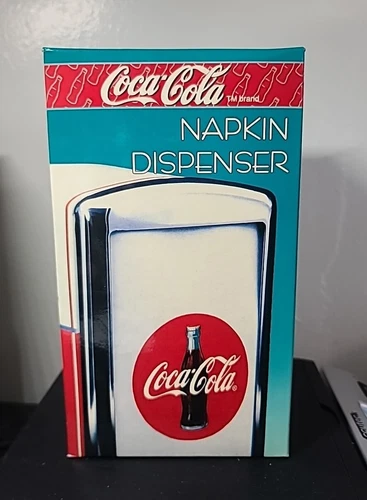 Coca-Cola TM brand
NAPKIN
DISPENSER
Coca-Cola®